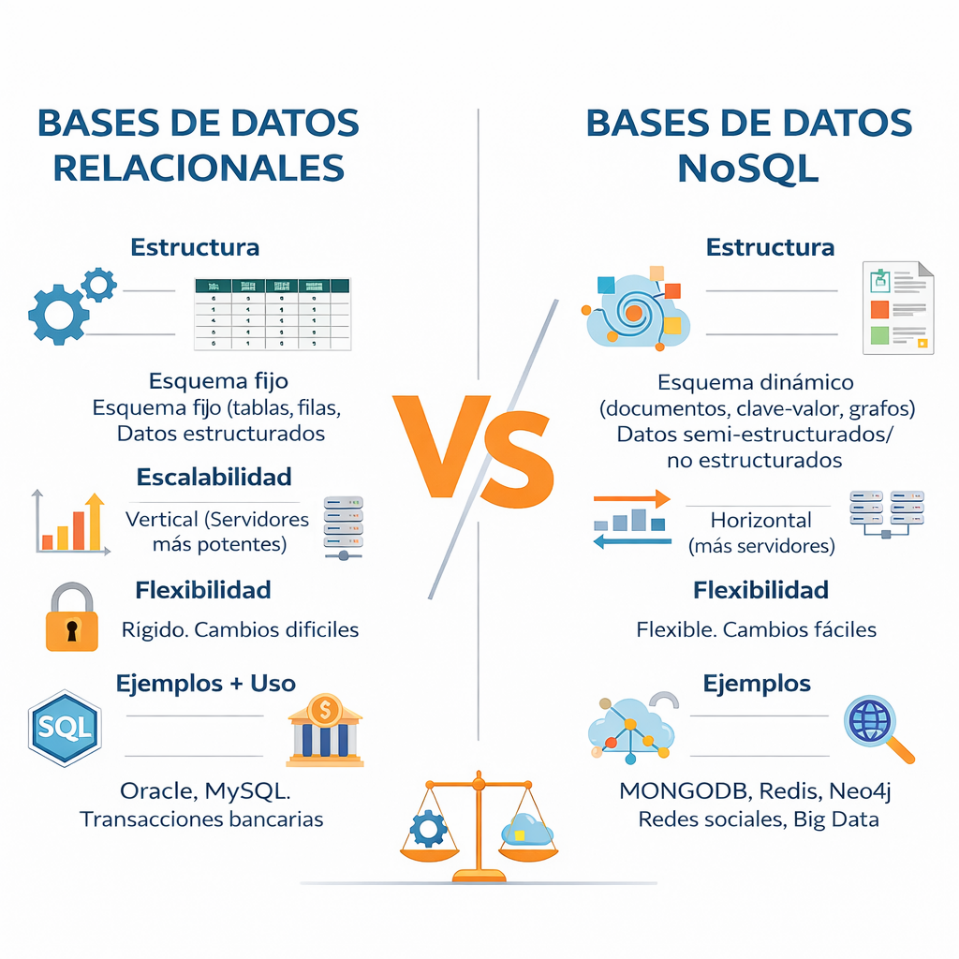 BASES DE DATOS
RELACIONALES
Estructura
Esquema fijo
Esquema fijo (tablas, filas,
Datos estructurados
Escalabilidad
Vertical (Servidores
más potentes)
Flexibilidad
Rígido. Cambios dificiles
Ejemplos + Uso
SQL
$
Oracle, MySQL.
Transacciones bancarias
VS
BASES DE DATOS
NoSQL
Estructura
Esquema dinámico
(documentos, clave-valor, grafos)
Datos semi-estructurados/
no estructurados
Horizontal
(más servidores)
Flexibilidad
Flexible. Cambios fáciles
Ejemplos
MONGODB, Redis, Neo4j
Redes sociales, Big Data